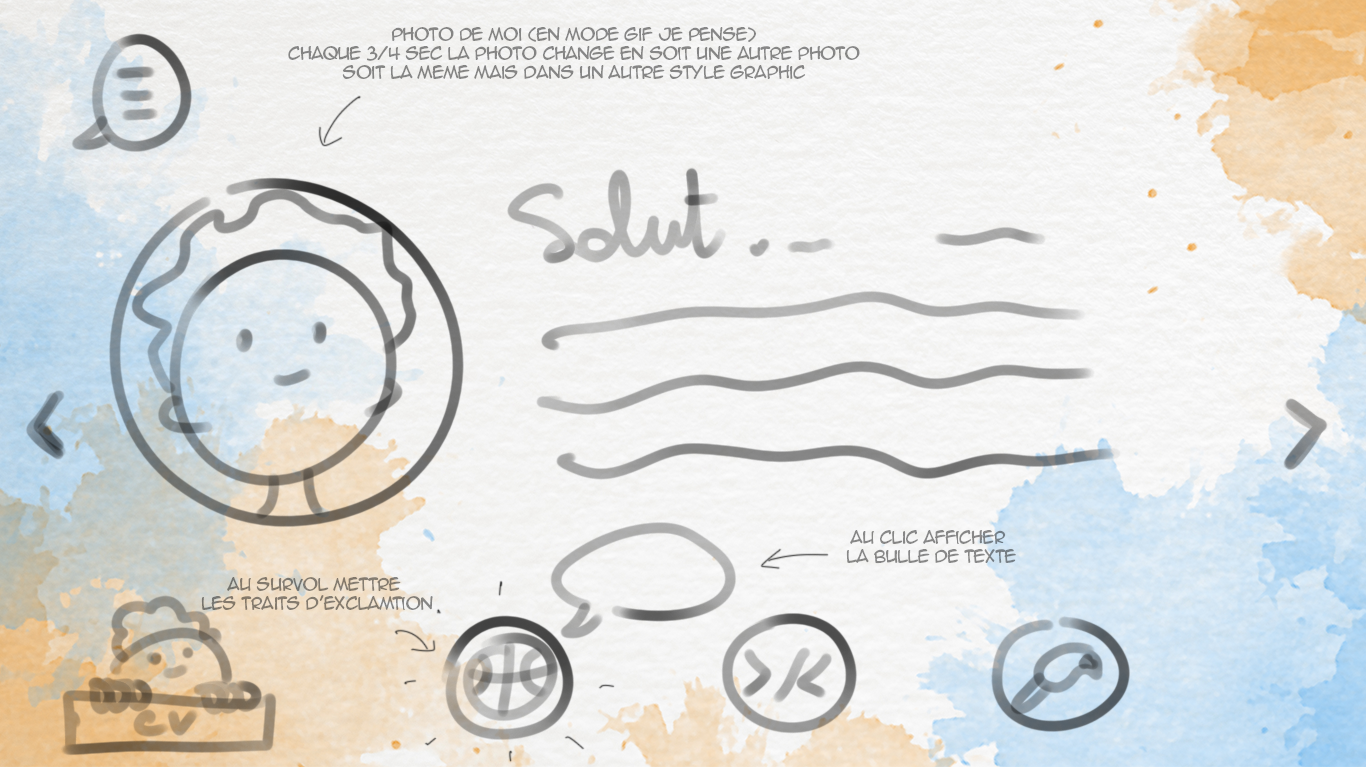 PHOTO DE MOI (EN MODE GIF JE PENSE)
CHAQUE 3/4 SEC LA PHOTO CHANGE EN SOIT UNE AUTRE PHOTO
SOIT LA MEME MAIS DANS UN AUTRE STYLE GRAPHIC
Salut .
AU CLIC AFFICHER
LA BULLE DE TEXTE
AU SURVOL METTRE
LES TRAITS D'EXCLAMTION.
CV